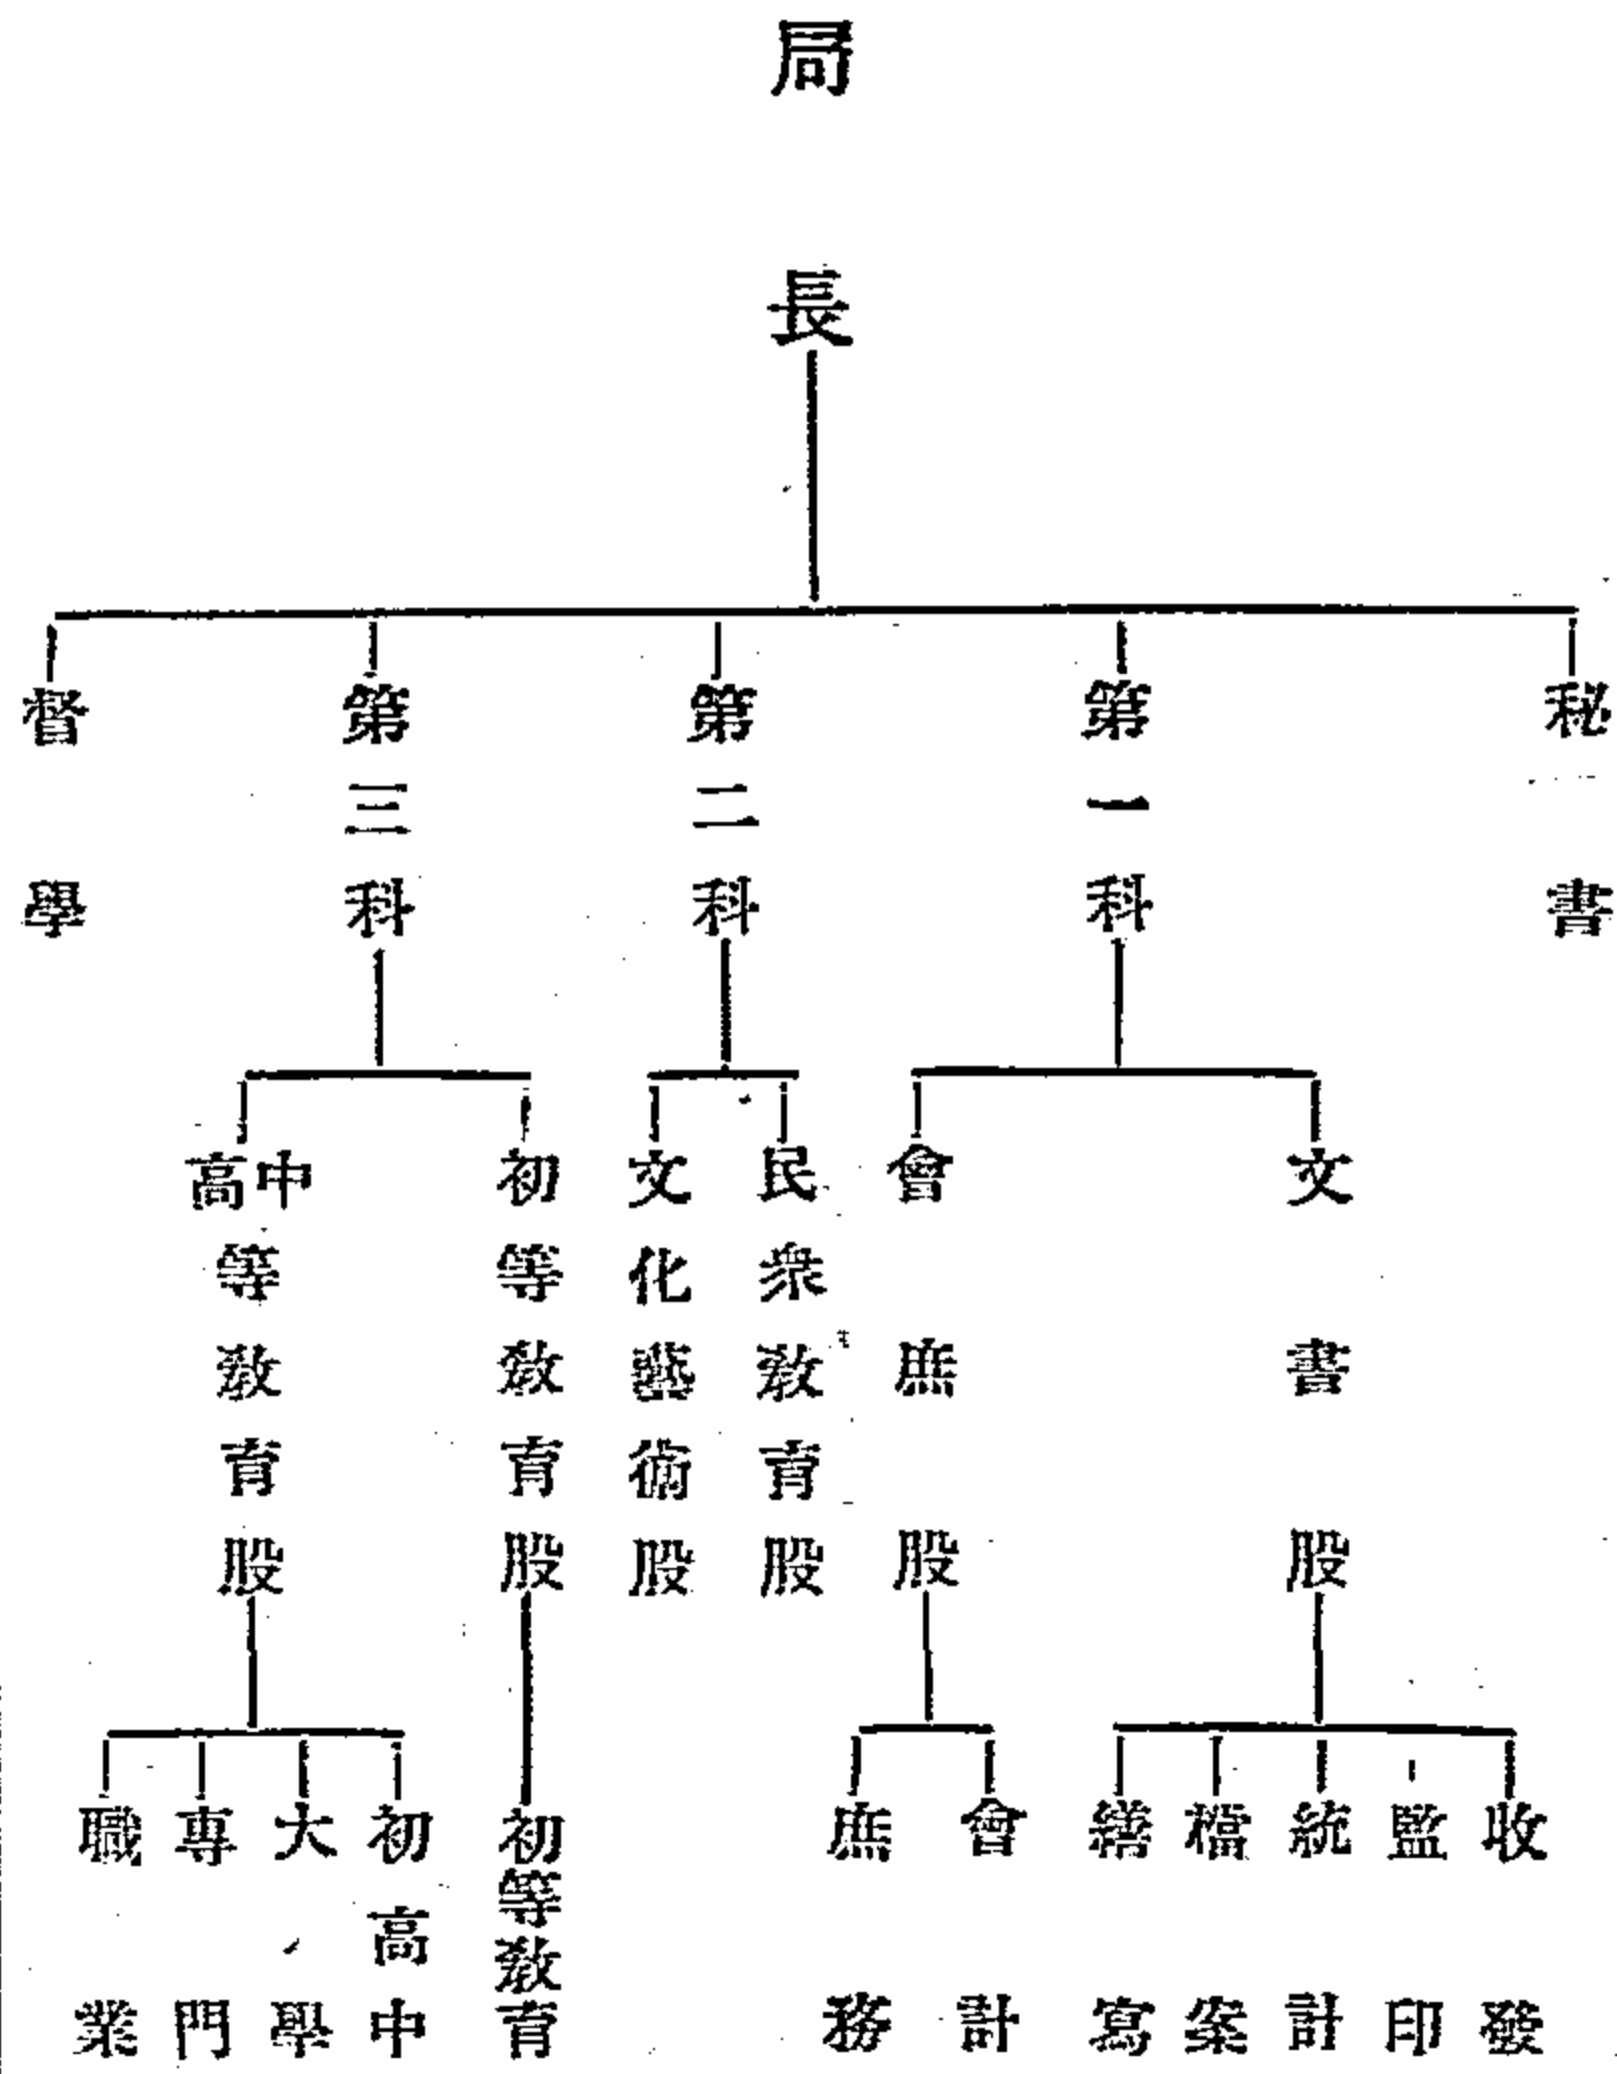 局長
秘書
第一科
第二科
第三科
督學
文書股
會庶股
民衆教育股
文化藝術股
初等教育股
中高等教育股
收發
監印
統計
檔案
繕寫
會計
庶務
初等教育
初高中
大學
專門
職業